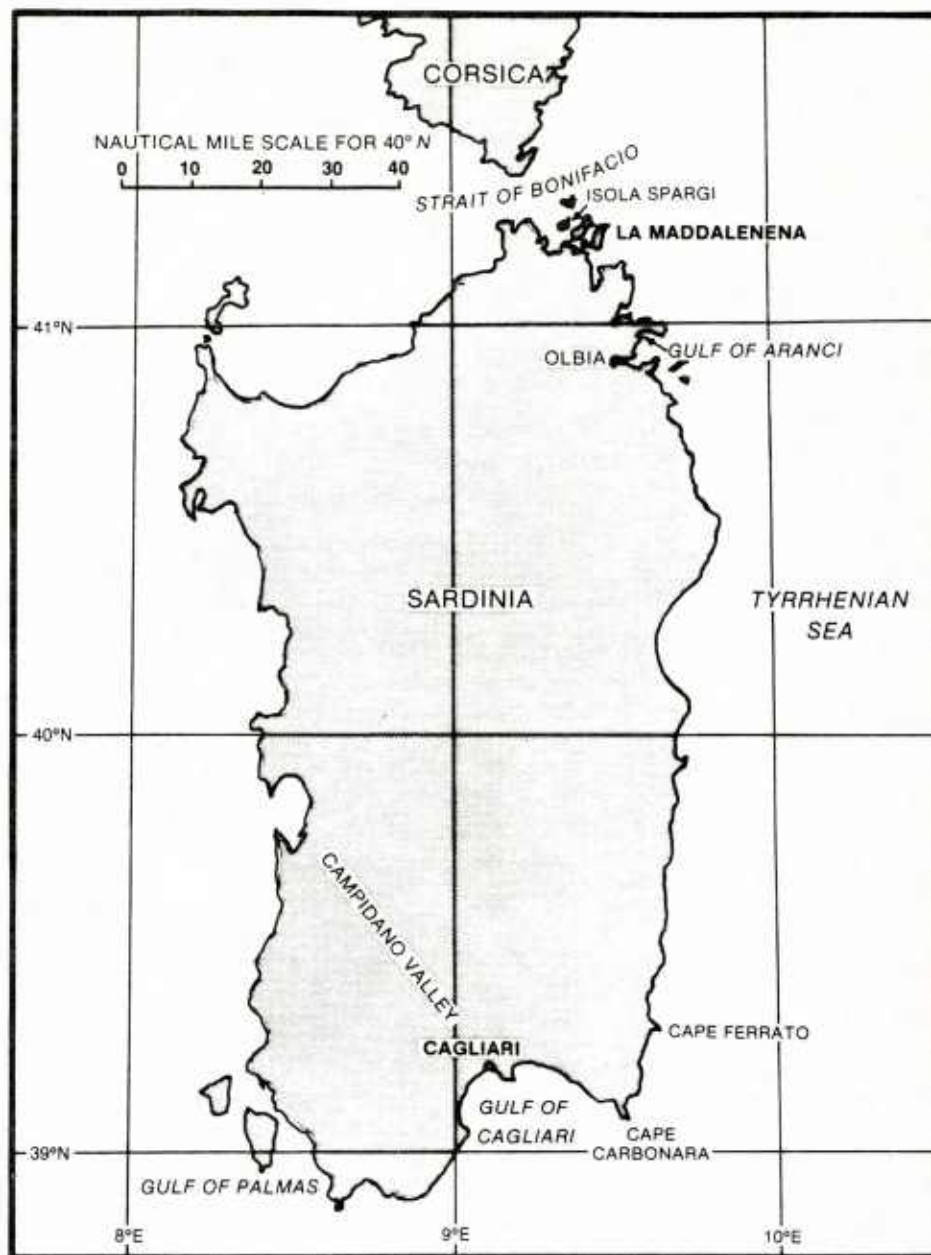 CORSICA
NAUTICAL MILE SCALE FOR 40° N
0 10 20 30 40
STRAIT OF BONIFACIO
ISOLA SPARGI
LA MADDALENENA
41°N
OLBIA
GULF OF ARANCI
SARDINIA
TYRRHENIAN
SEA
40°N
CAMPIDANO VALLEY
CAPE FERRATO
CAGLIARI
GULF OF
CAGLIARI
CAPE
CARBONARA
39°N
GULF OF PALMAS
8°E 9°E 10°E